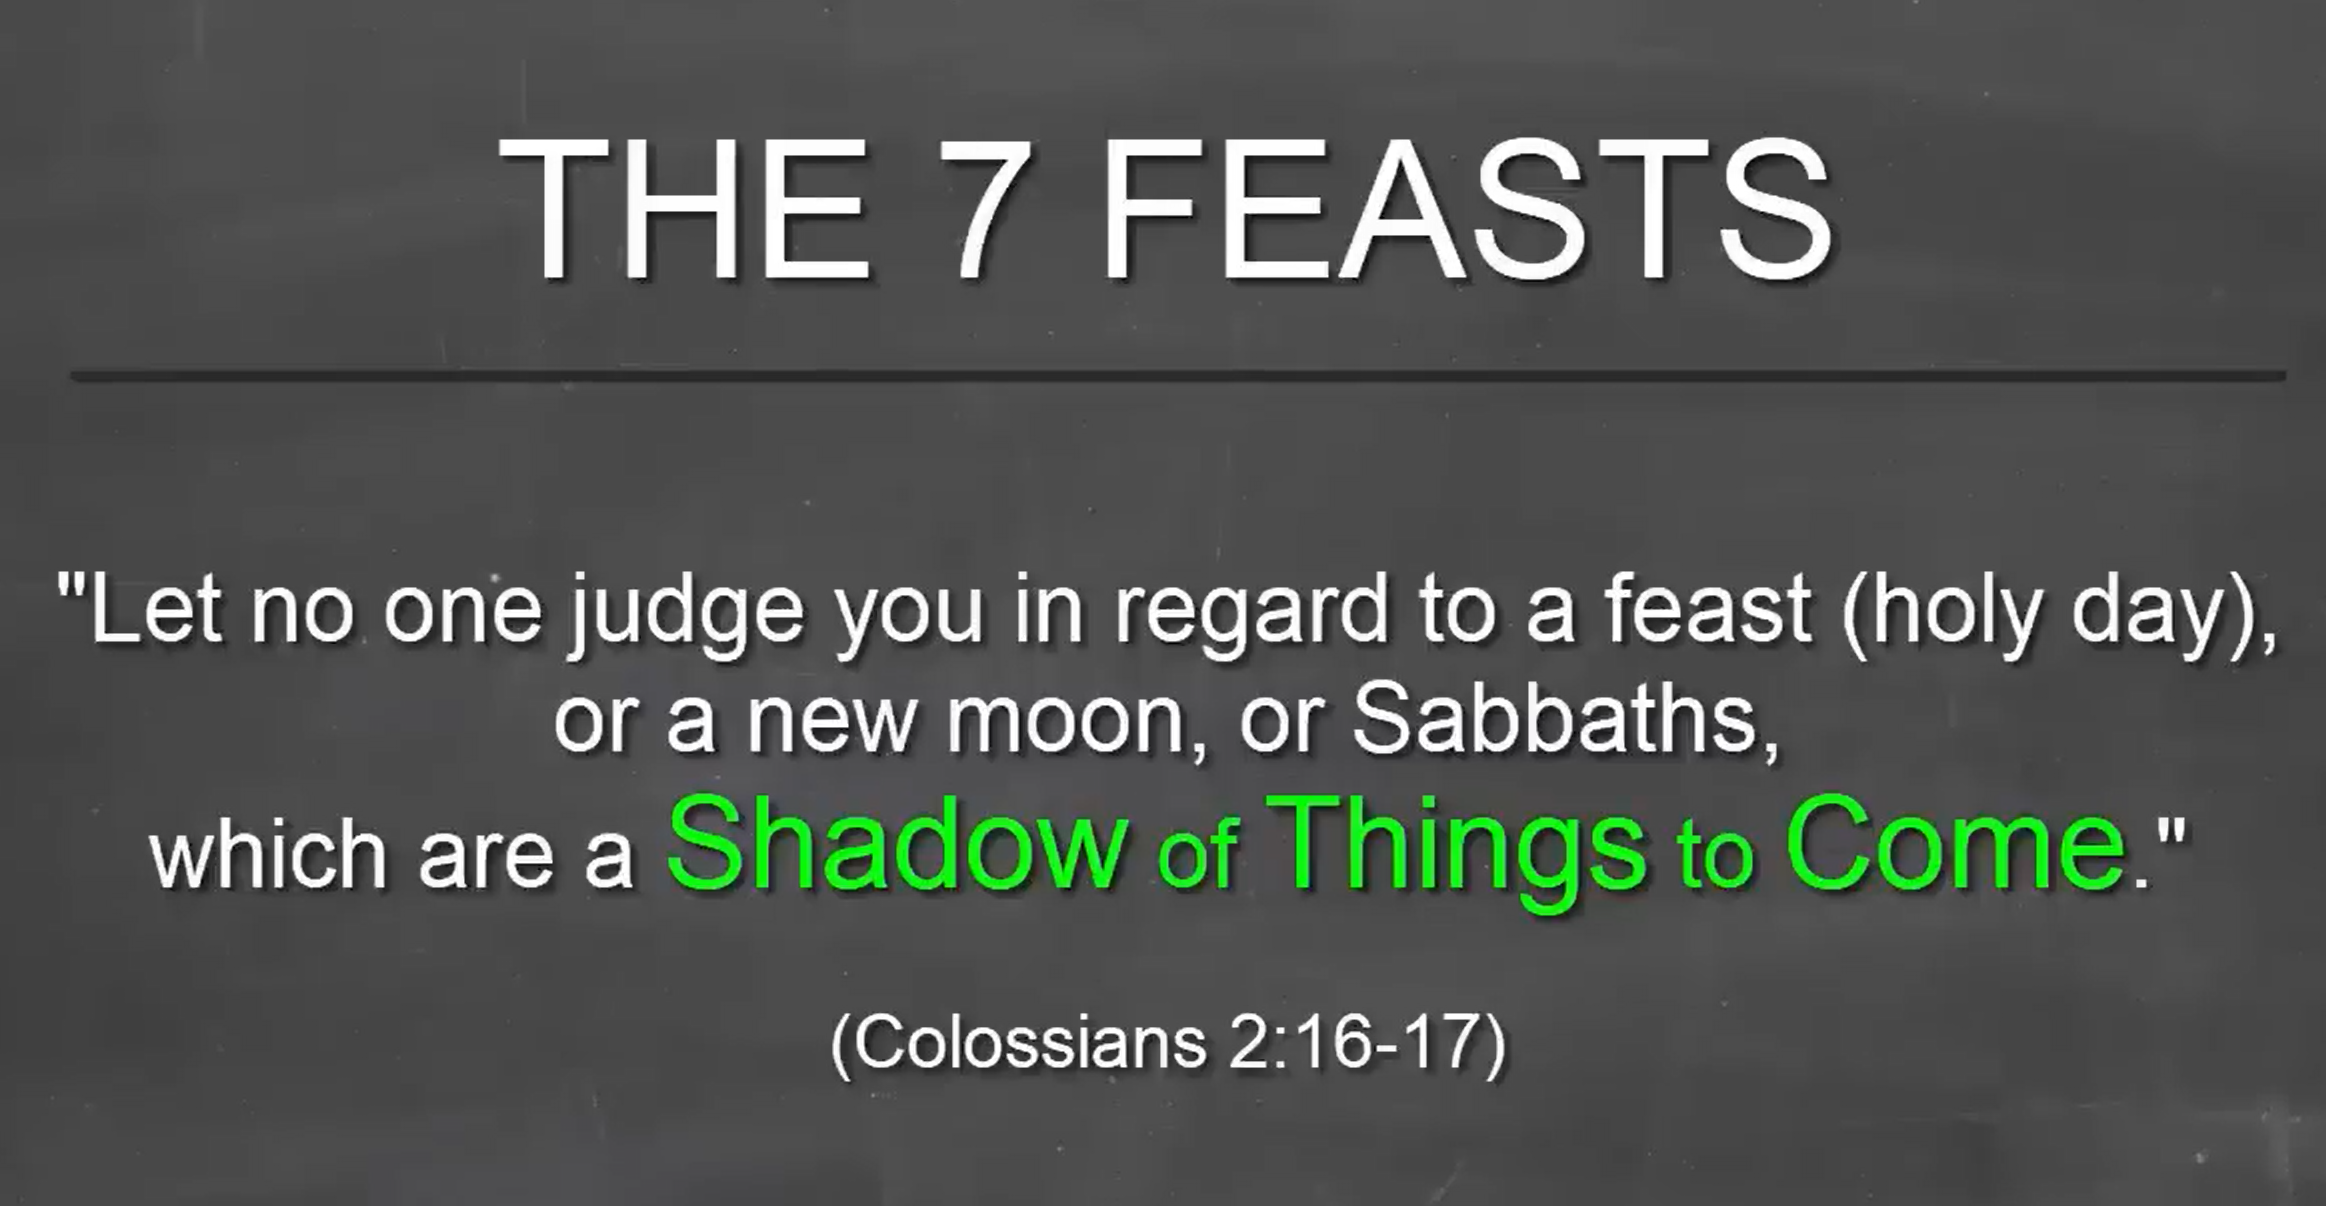 THE 7 FEASTS
"Let no one judge you in regard to a feast (holy day),
or a new moon, or Sabbaths,
which are a Shadow of Things to Come."
(Colossians 2:16-17)